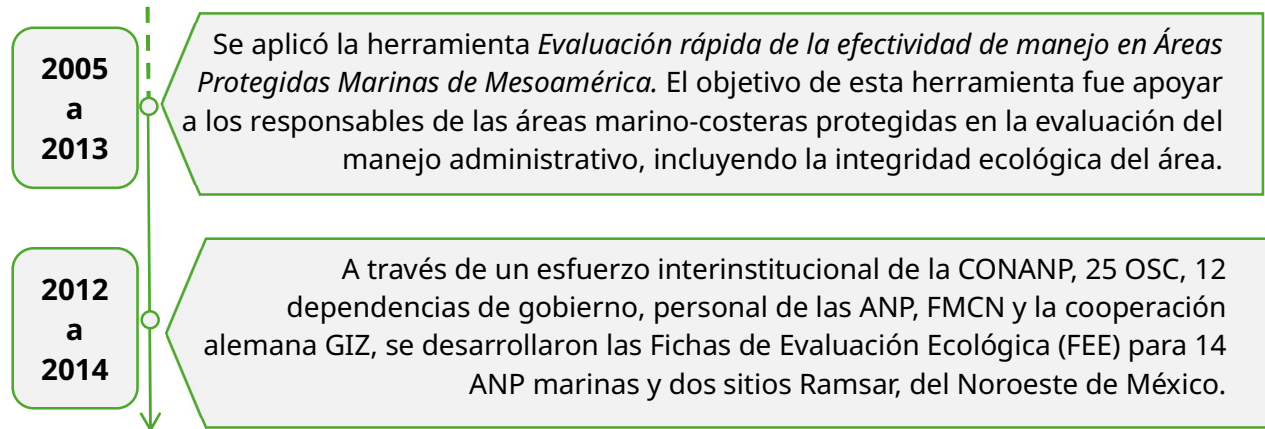 2005
a
2013
Se aplicó la herramienta Evaluación rápida de la efectividad de manejo en Áreas
Protegidas Marinas de Mesoamérica. El objetivo de esta herramienta fue apoyar
a los responsables de las áreas marino-costeras protegidas en la evaluación del
manejo administrativo, incluyendo la integridad ecológica del área.
2012
a
2014
A través de un esfuerzo interinstitucional de la CONANP, 25 OSC, 12
dependencias de gobierno, personal de las ANP, FMCN y la cooperación
alemana GIZ, se desarrollaron las Fichas de Evaluación Ecológica (FEE) para 14
ANP marinas y dos sitios Ramsar, del Noroeste de México.